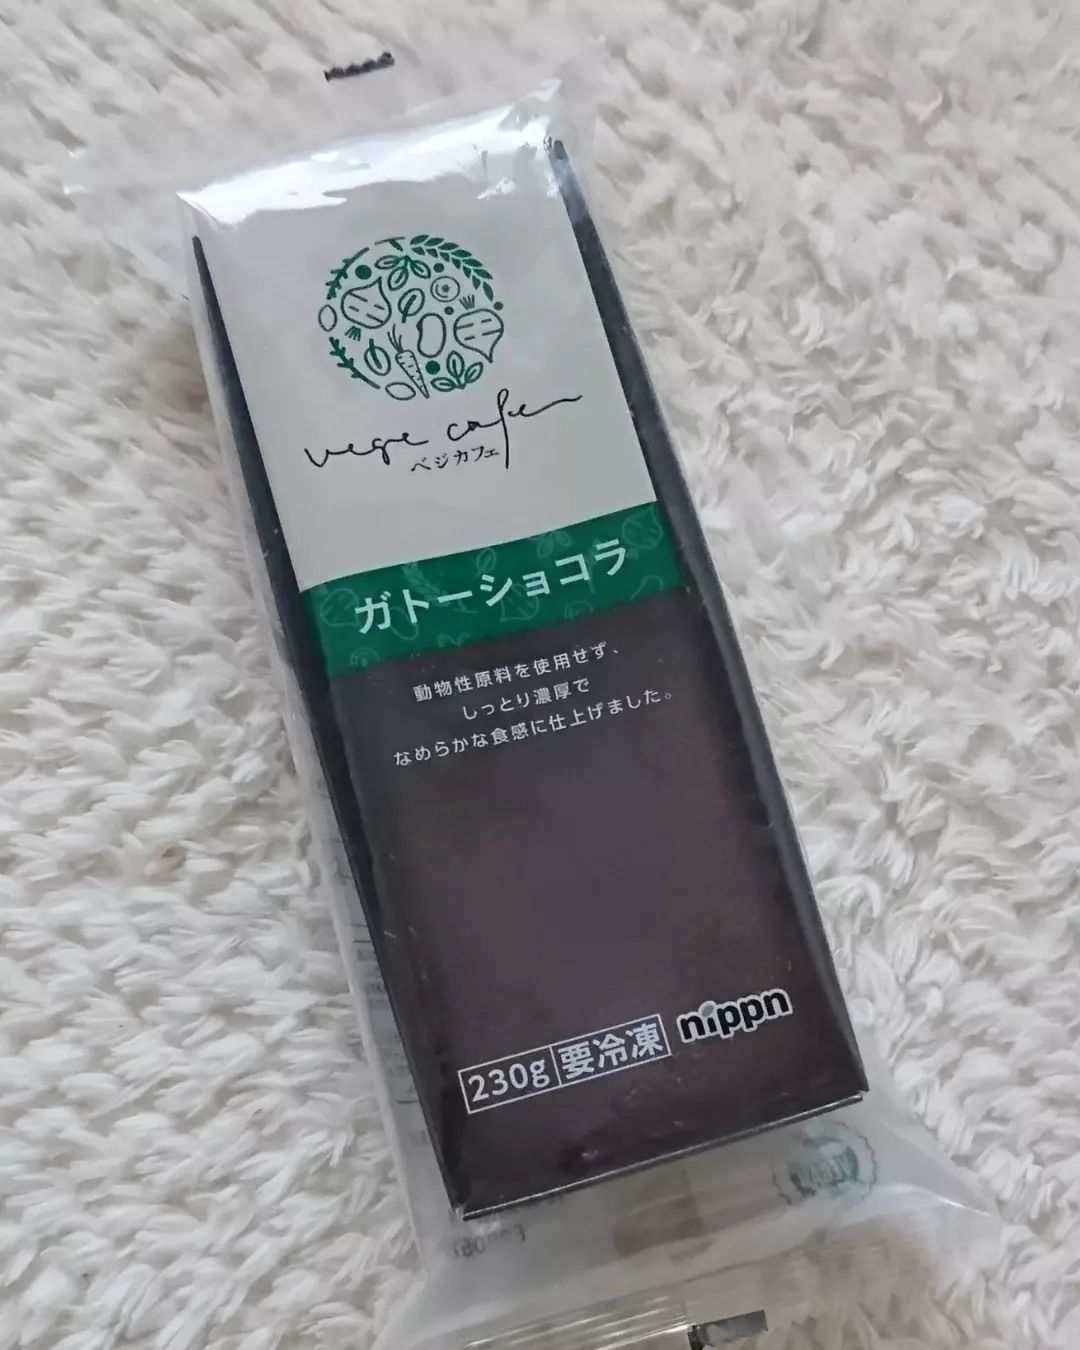 vege cafe
ベジカフェ
ガトーショコラ
動物性原料を使用せず、
しっとり濃厚で
なめらかな食感に仕上げました。
230g 要冷凍
nippn